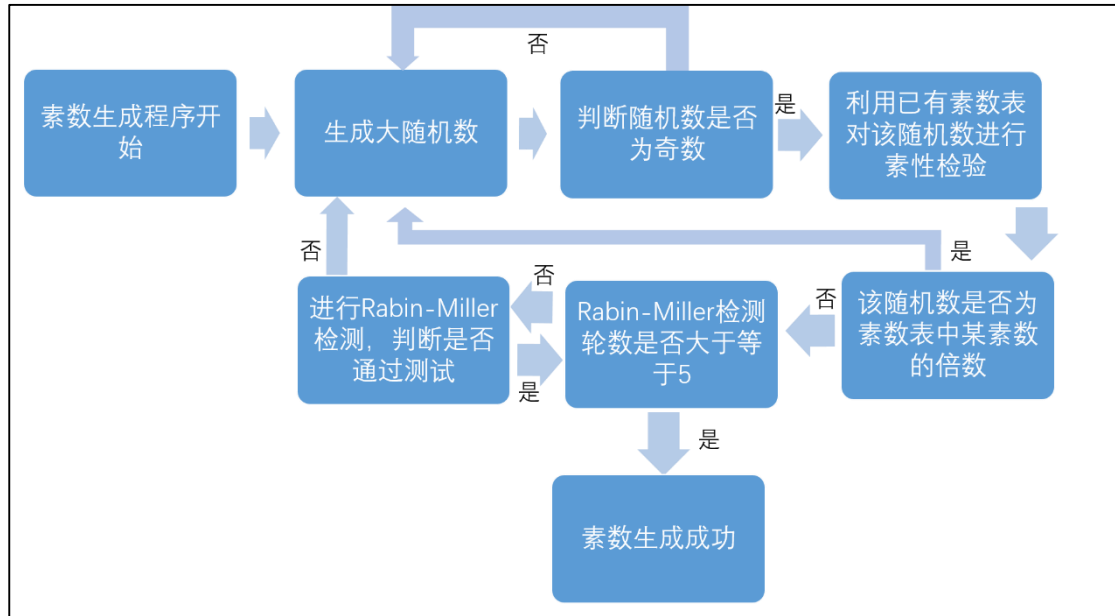 否
素数生成程序开
始
生成大随机数
判断随机数是否
为奇数
是
利用已有素数表
对该随机数进行
素性检验
是
该随机数是否为
素数表中某素数
的倍数
否
Rabin-Miller检测
轮数是否大于等
于5
否
进行Rabin-Miller
检测，判断是否
通过测试
是
否
是
素数生成成功